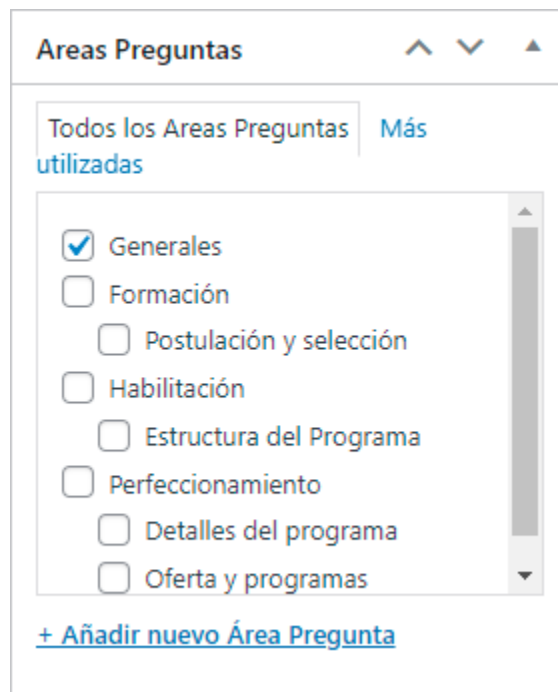 Areas Preguntas
Todos los Areas Preguntas Más
utilizadas
Generales
Formación
Postulación y selección
Habilitación
Estructura del Programa
Perfeccionamiento
Detalles del programa
Oferta y programas
+ Añadir nuevo Área Pregunta